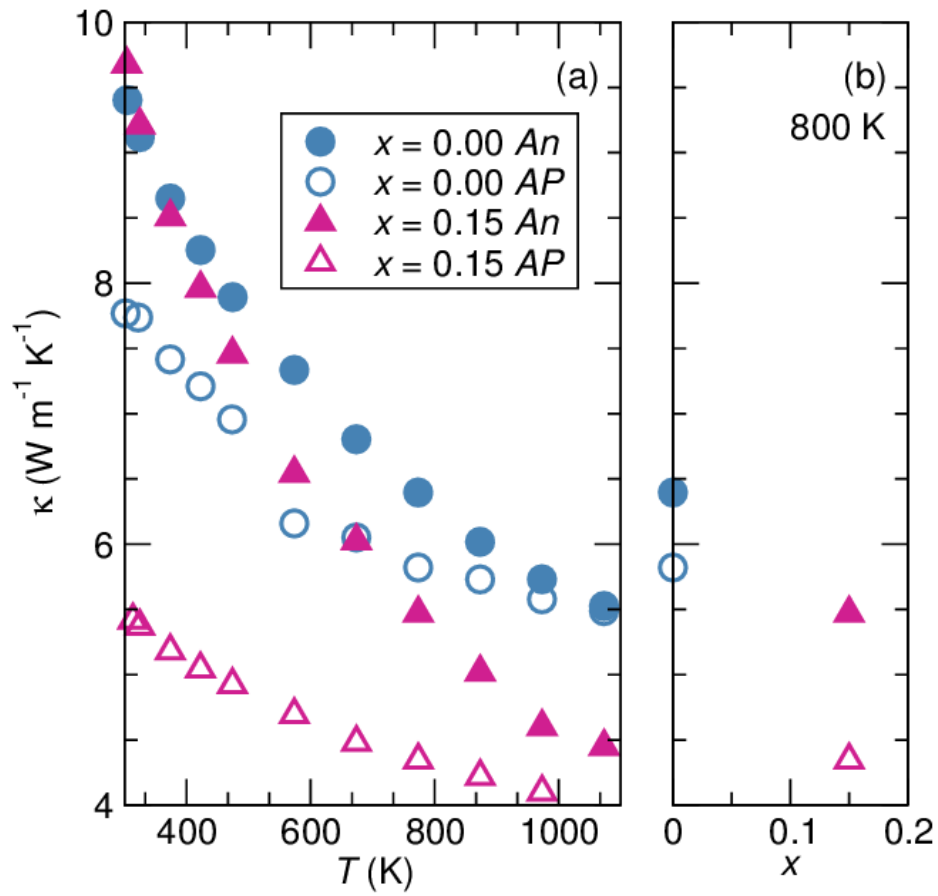 10
8
6
4
κ (W m⁻¹ K⁻¹)
(a)
x = 0.00 An
x = 0.00 AP
x = 0.15 An
x = 0.15 AP
400 600 800 1000
T (K)
(b)
800 K
0 0.1 0.2
x